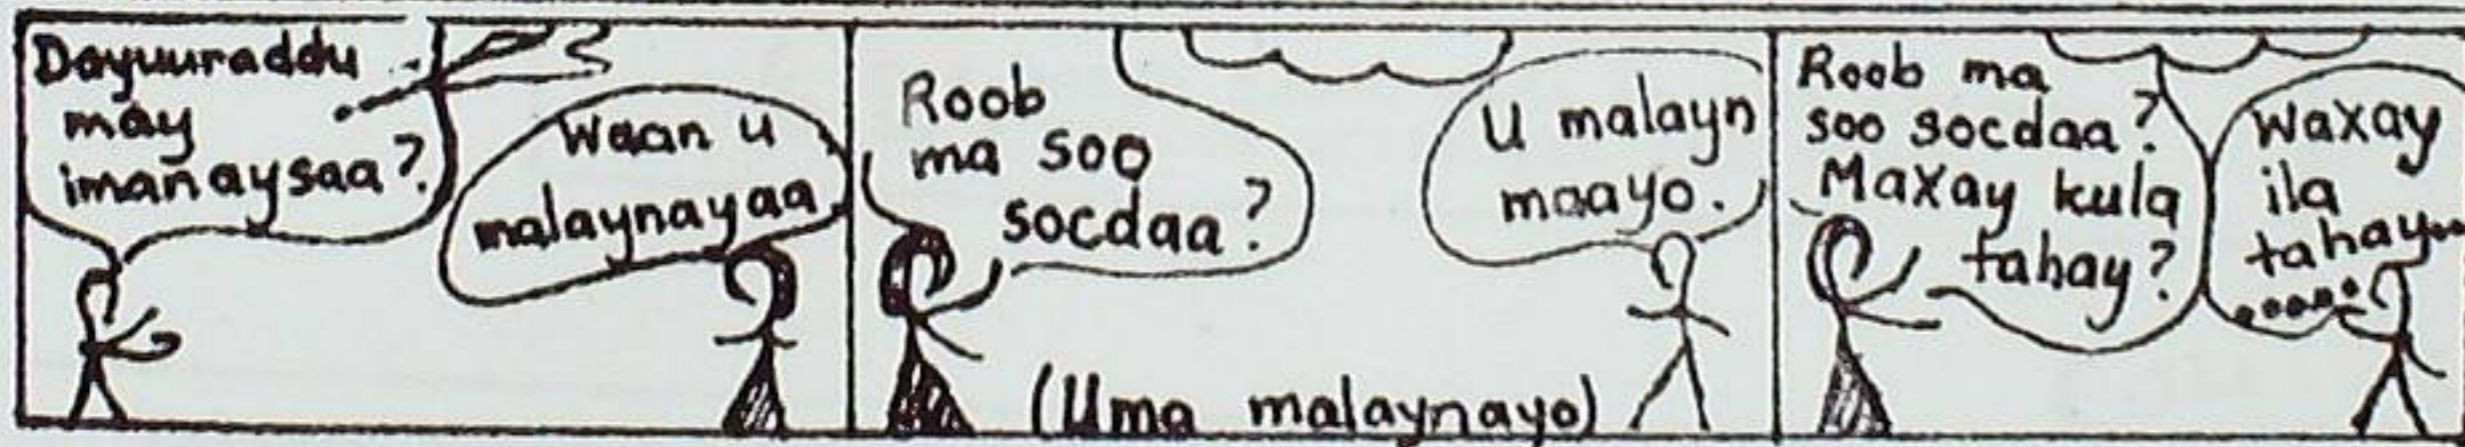 Dayuuraddu
may
imanaysaa?
Waan u
malaynayaa
Roob
ma soo
socdaa?
U malayn
maayo.
(Uma malaynayo)
Roob ma
soo socdaa?
Maxay kula
tahay?
Waxay
ila
tahay.....